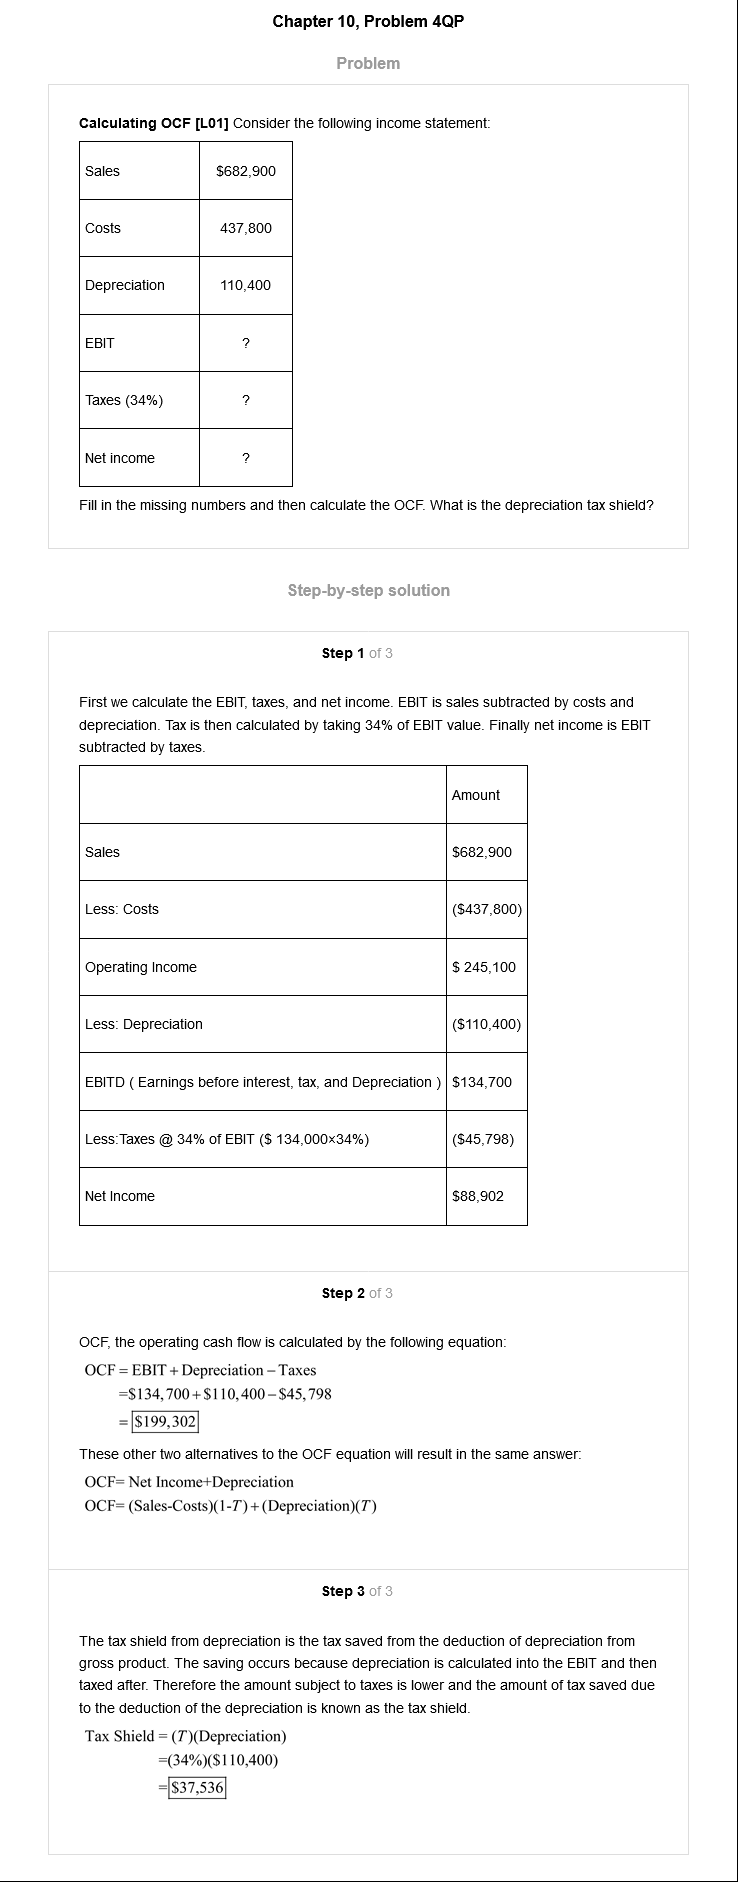 Chapter 10, Problem 4QP
Problem
Calculating OCF [L01] Consider the following income statement:
Sales $682,900
Costs 437,800
Depreciation 110,400
EBIT ?
Taxes (34%) ?
Net income ?
Fill in the missing numbers and then calculate the OCF. What is the depreciation tax shield?
Step-by-step solution
Step 1 of 3
First we calculate the EBIT, taxes, and net income. EBIT is sales subtracted by costs and
depreciation. Tax is then calculated by taking 34% of EBIT value. Finally net income is EBIT
subtracted by taxes.
Amount
Sales $682,900
Less: Costs ($437,800)
Operating Income $ 245,100
Less: Depreciation ($110,400)
EBITD ( Earnings before interest, tax, and Depreciation ) $134,700
Less:Taxes @ 34% of EBIT ($ 134,000×34%) ($45,798)
Net Income $88,902
Step 2 of 3
OCF, the operating cash flow is calculated by the following equation:
OCF = EBIT + Depreciation − Taxes
=$134,700+$110,400−$45,798
= $199,302
These other two alternatives to the OCF equation will result in the same answer:
OCF= Net Income+Depreciation
OCF= (Sales-Costs)(1-T)+(Depreciation)(T)
Step 3 of 3
The tax shield from depreciation is the tax saved from the deduction of depreciation from
gross product. The saving occurs because depreciation is calculated into the EBIT and then
taxed after. Therefore the amount subject to taxes is lower and the amount of tax saved due
to the deduction of the depreciation is known as the tax shield.
Tax Shield = (T)(Depreciation)
=(34%)($110,400)
=$37,536